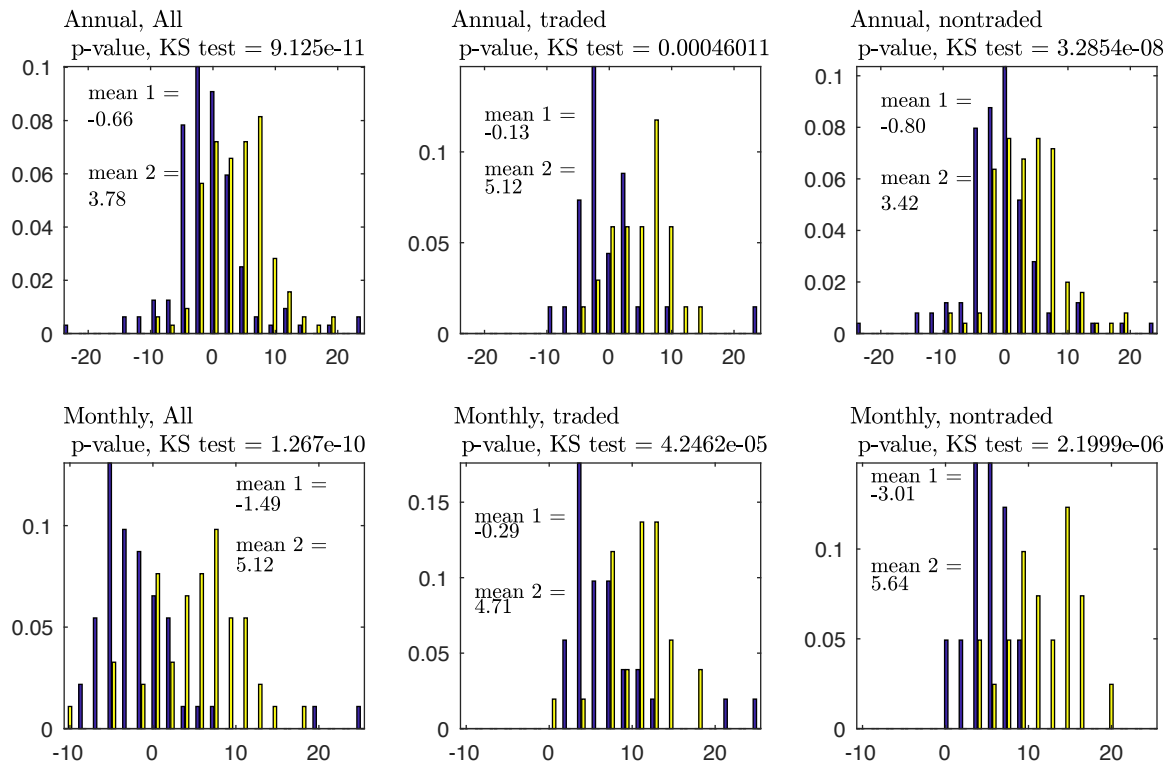 Annual, All
p-value, KS test = 9.125e-11
0.1
0.08
0.06
0.04
0.02
0
mean 1 =
-0.66
mean 2 =
3.78
-20
-10
0
10
20
Annual, traded
p-value, KS test = 0.00046011
0.1
0.05
0
mean 1 =
-0.13
mean 2 =
5.12
-20
-10
0
10
20
Annual, nontraded
p-value, KS test = 3.2854e-08
0.1
0.08
0.06
0.04
0.02
0
mean 1 =
-0.80
mean 2 =
3.42
-20
-10
0
10
20
Monthly, All
p-value, KS test = 1.267e-10
0.1
0.05
0
mean 1 =
-1.49
mean 2 =
5.12
-10
0
10
20
Monthly, traded
p-value, KS test = 4.2462e-05
0.15
0.1
0.05
0
mean 1 =
-0.29
mean 2 =
4.71
-10
0
10
20
Monthly, nontraded
p-value, KS test = 2.1999e-06
0.1
0.05
0
mean 1 =
-3.01
mean 2 =
5.64
-10
0
10
20